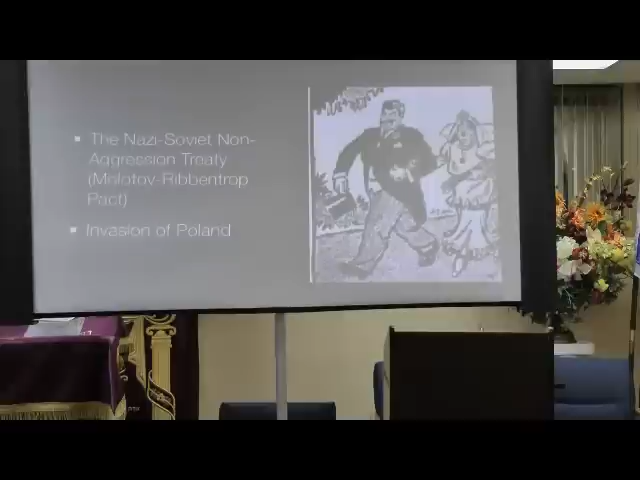 The Nazi-Soviet Non-
Aggression Treaty
(Molotov-Ribbentrop
Pact)
Invasion of Poland